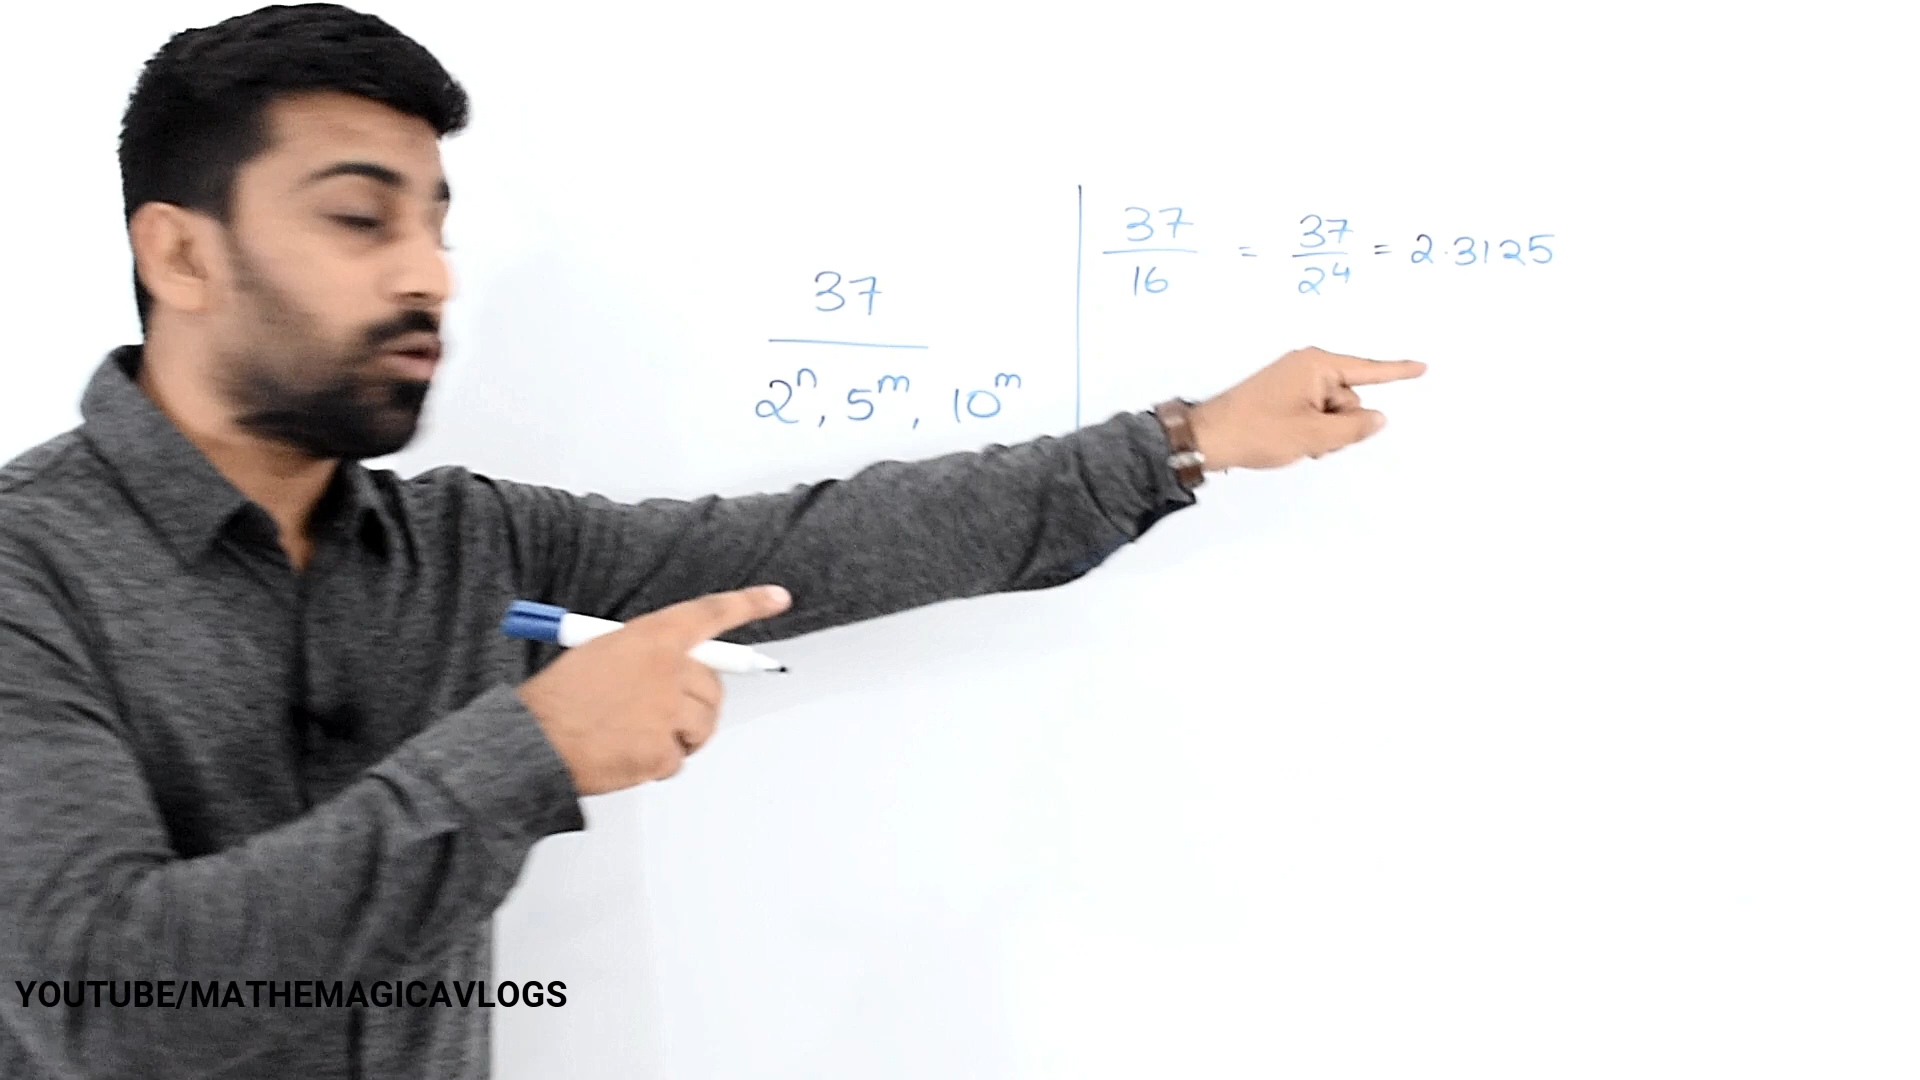 37
2ⁿ, 5ᵐ, 10ᵐ
37/16 = 37/2⁴ = 2.3125
YOUTUBE/MATHEMAGICAVLOGS